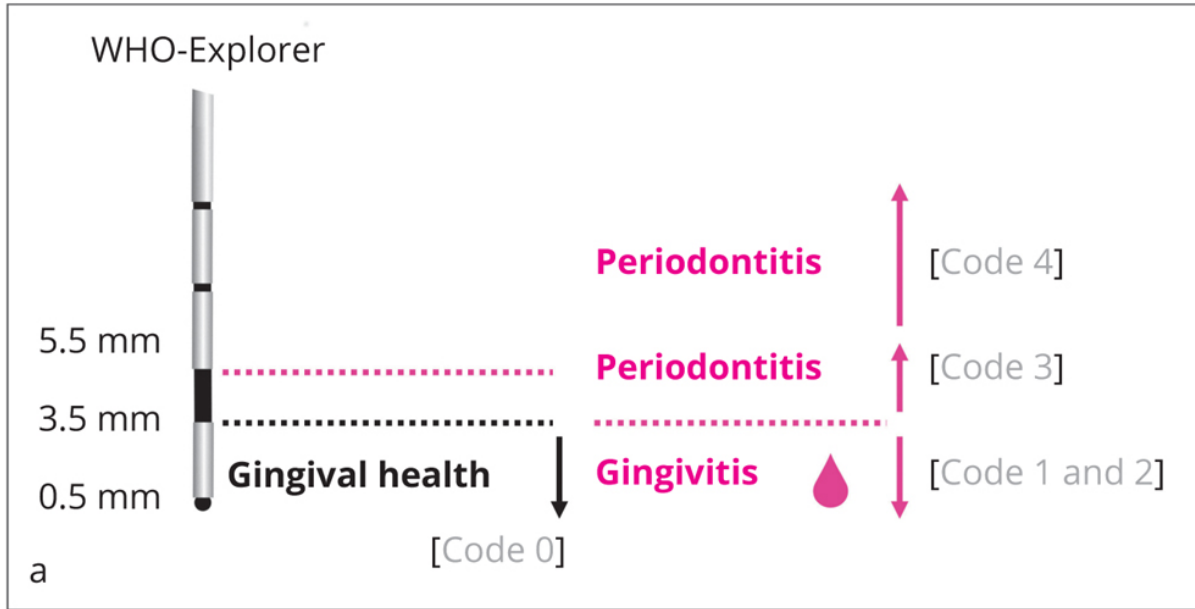 WHO-Explorer
Periodontitis [Code 4]
5.5 mm
Periodontitis [Code 3]
3.5 mm
Gingival health Gingivitis [Code 1 and 2]
0.5 mm
[Code 0]
a